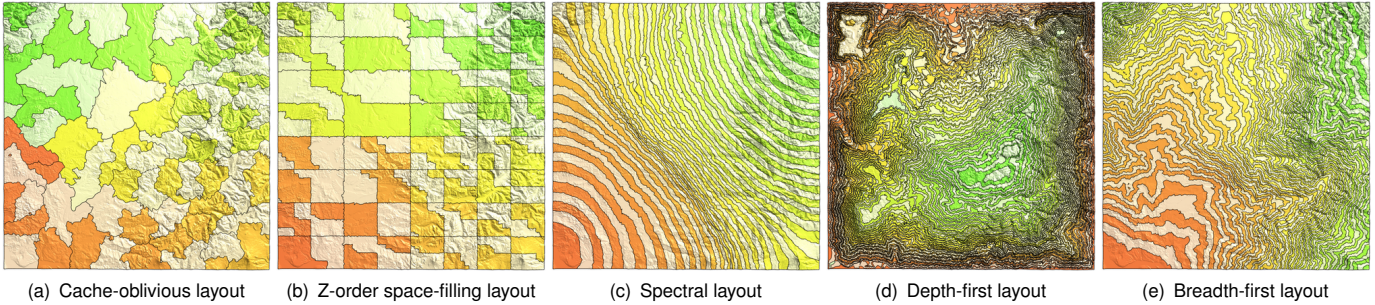 (a) Cache-oblivious layout
(b) Z-order space-filling layout
(c) Spectral layout
(d) Depth-first layout
(e) Breadth-first layout